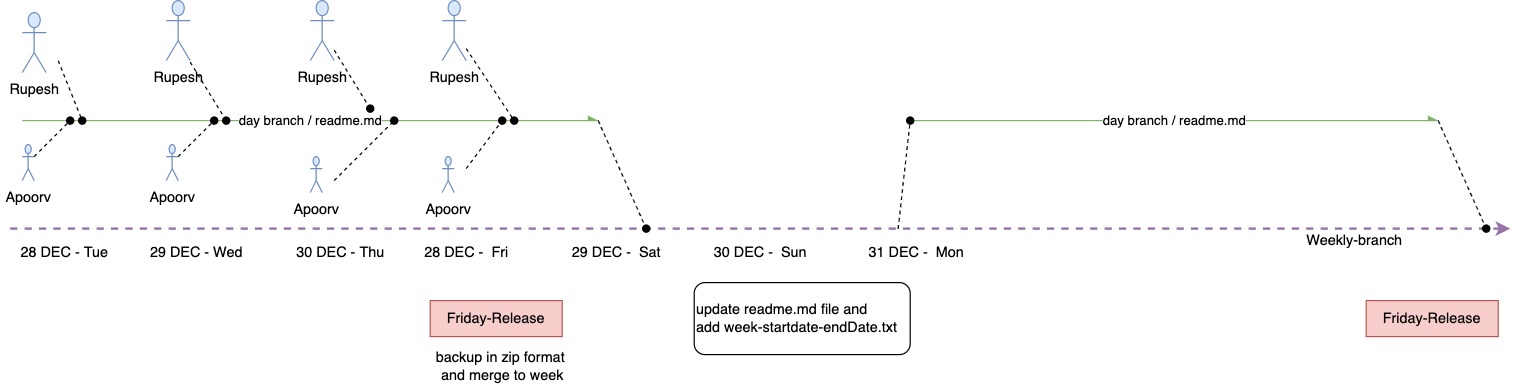 Rupesh
Rupesh
Rupesh
Rupesh
day branch / readme.md
day branch / readme.md
Apoorv
Apoorv
Apoorv
Apoorv
Weekly-branch
28 DEC - Tue
29 DEC - Wed
30 DEC - Thu
28 DEC -  Fri
29 DEC -  Sat
30 DEC -  Sun
31 DEC -  Mon
Friday-Release
backup in zip format
and merge to week
update readme.md file and
add week-startdate-endDate.txt
Friday-Release